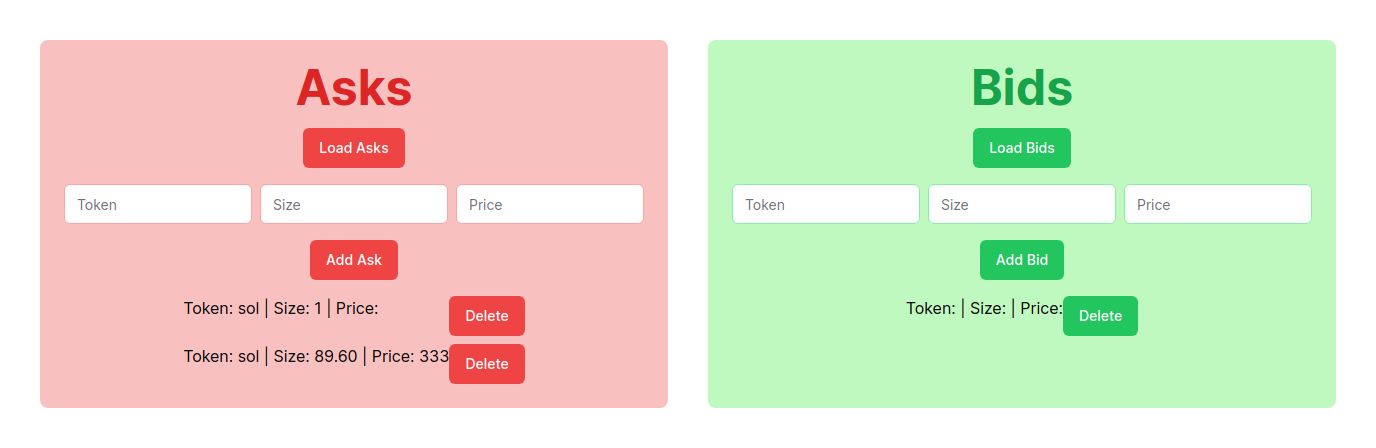 Asks
Load Asks
Token Size Price
Add Ask
Token: sol | Size: 1 | Price: Delete
Token: sol | Size: 89.60 | Price: 333 Delete
Bids
Load Bids
Token Size Price
Add Bid
Token: | Size: | Price: Delete